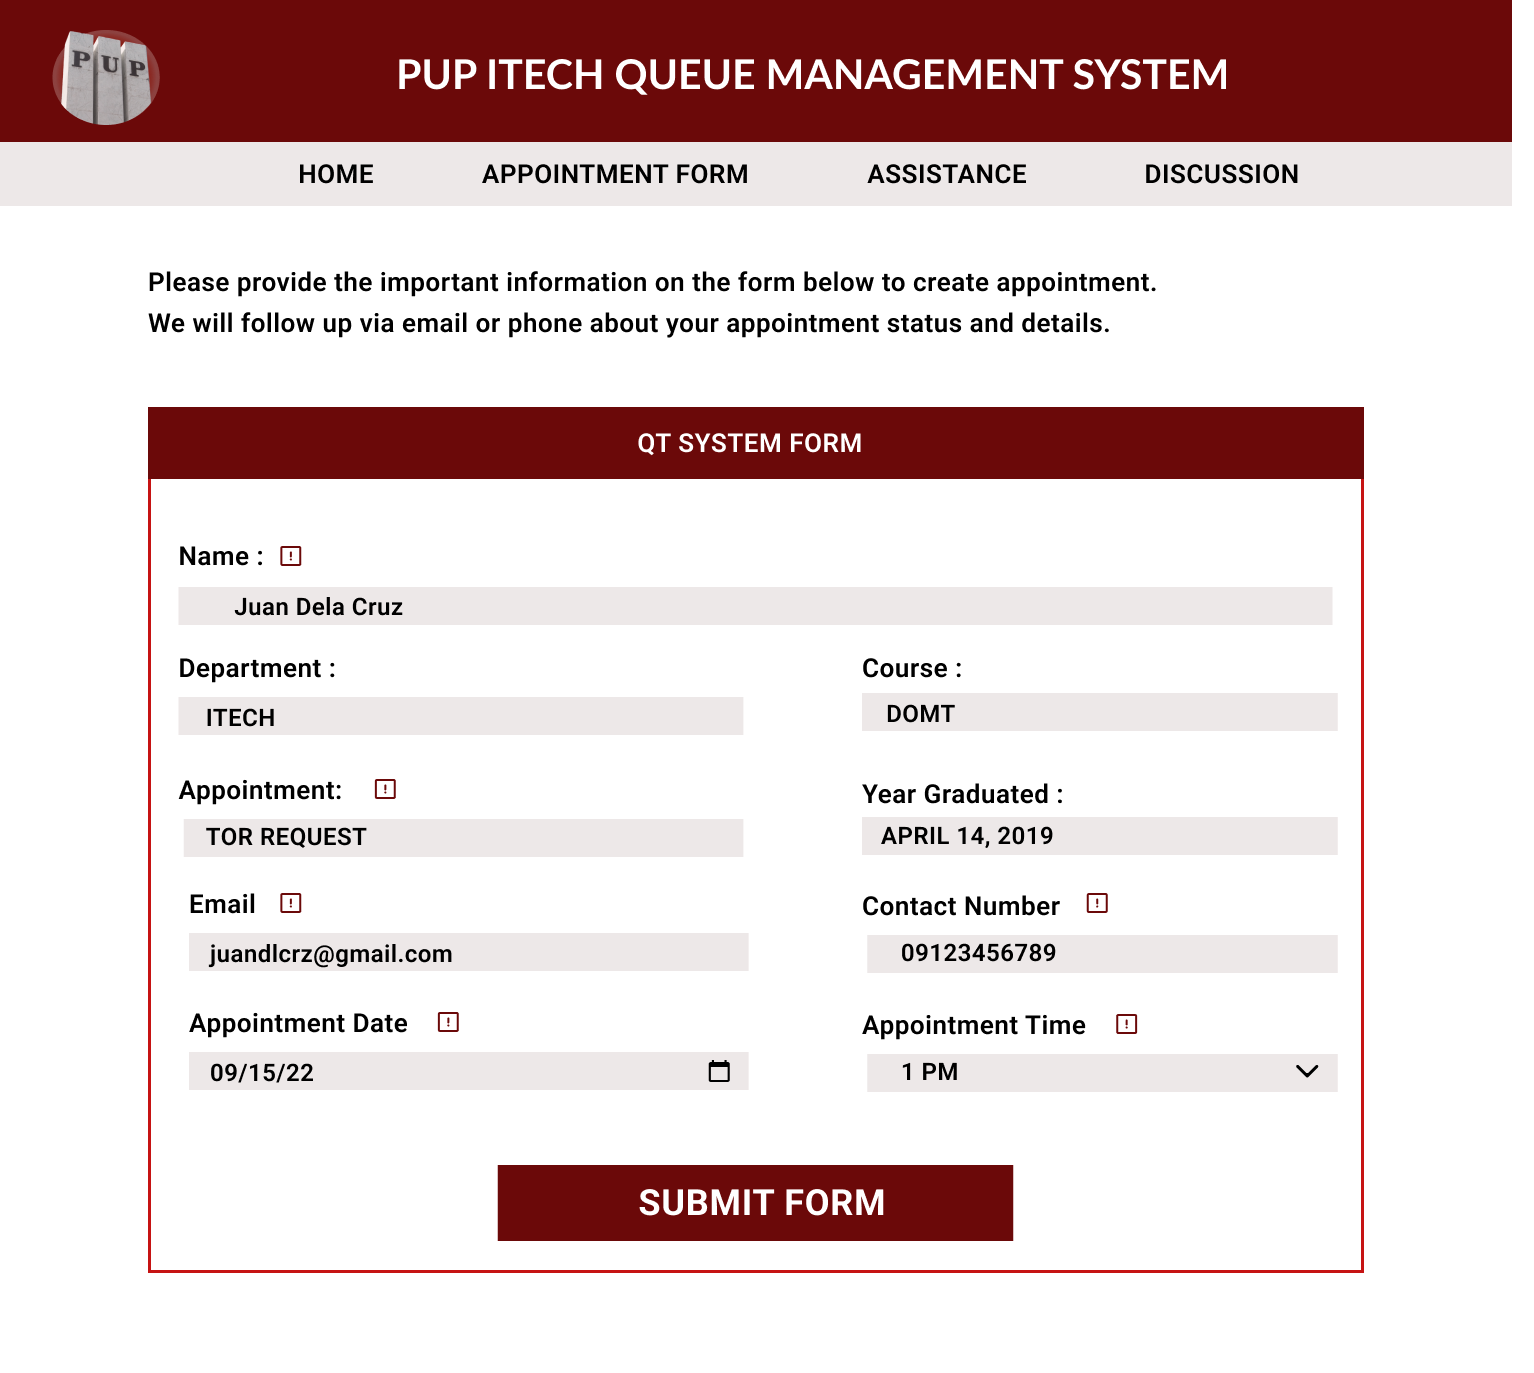 PUP
PUP ITECH QUEUE MANAGEMENT SYSTEM
HOME APPOINTMENT FORM ASSISTANCE DISCUSSION
Please provide the important information on the form below to create appointment.
We will follow up via email or phone about your appointment status and details.
QT SYSTEM FORM
Name :
Juan Dela Cruz
Department : Course :
ITECH DOMT
Appointment: Year Graduated :
TOR REQUEST APRIL 14, 2019
Email Contact Number
juandlcrz@gmail.com 09123456789
Appointment Date Appointment Time
09/15/22 1 PM
SUBMIT FORM